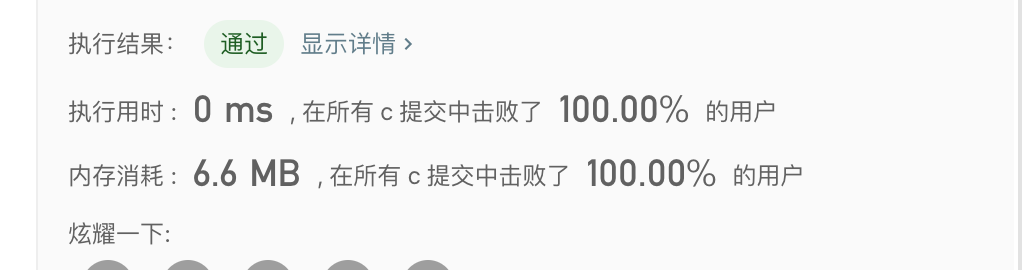 执行结果： 通过 显示详情 >
执行用时：0 ms ，在所有 c 提交中击败了 100.00% 的用户
内存消耗：6.6 MB ，在所有 c 提交中击败了 100.00% 的用户
炫耀一下: